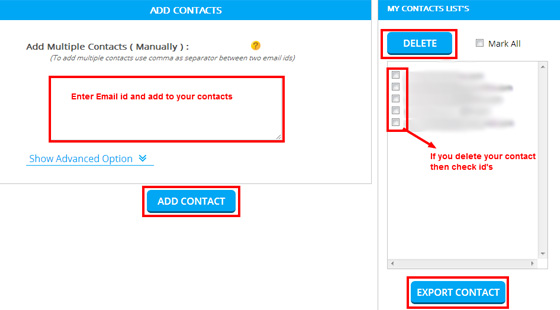 ADD CONTACTS
Add Multiple Contacts ( Manually ) : ?
(To add multiple contacts use comma as separator between two email ids)
Enter Email id and add to your contacts
Show Advanced Option
ADD CONTACT
MY CONTACTS LIST'S
DELETE
Mark All
If you delete your contact
then check id's
EXPORT CONTACT